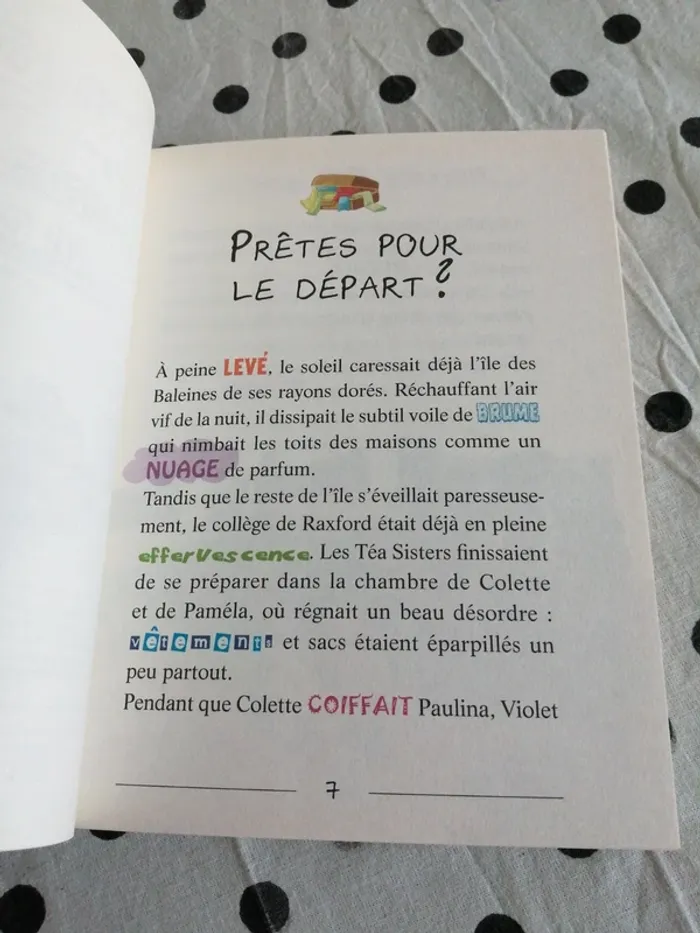 PRÊTES POUR
LE DÉPART ?
À peine LEVÉ, le soleil caressait déjà l'île des
Baleines de ses rayons dorés. Réchauffant l'air
vif de la nuit, il dissipait le subtil voile de BRUME
qui nimbait les toits des maisons comme un
NUAGE de parfum.
Tandis que le reste de l'île s'éveillait paresseuse-
ment, le collège de Raxford était déjà en pleine
effervescence. Les Téa Sisters finissaient
de se préparer dans la chambre de Colette
et de Paméla, où régnait un beau désordre :
vêtements et sacs étaient éparpillés un
peu partout.
Pendant que Colette COIFFAIT Paulina, Violet
7